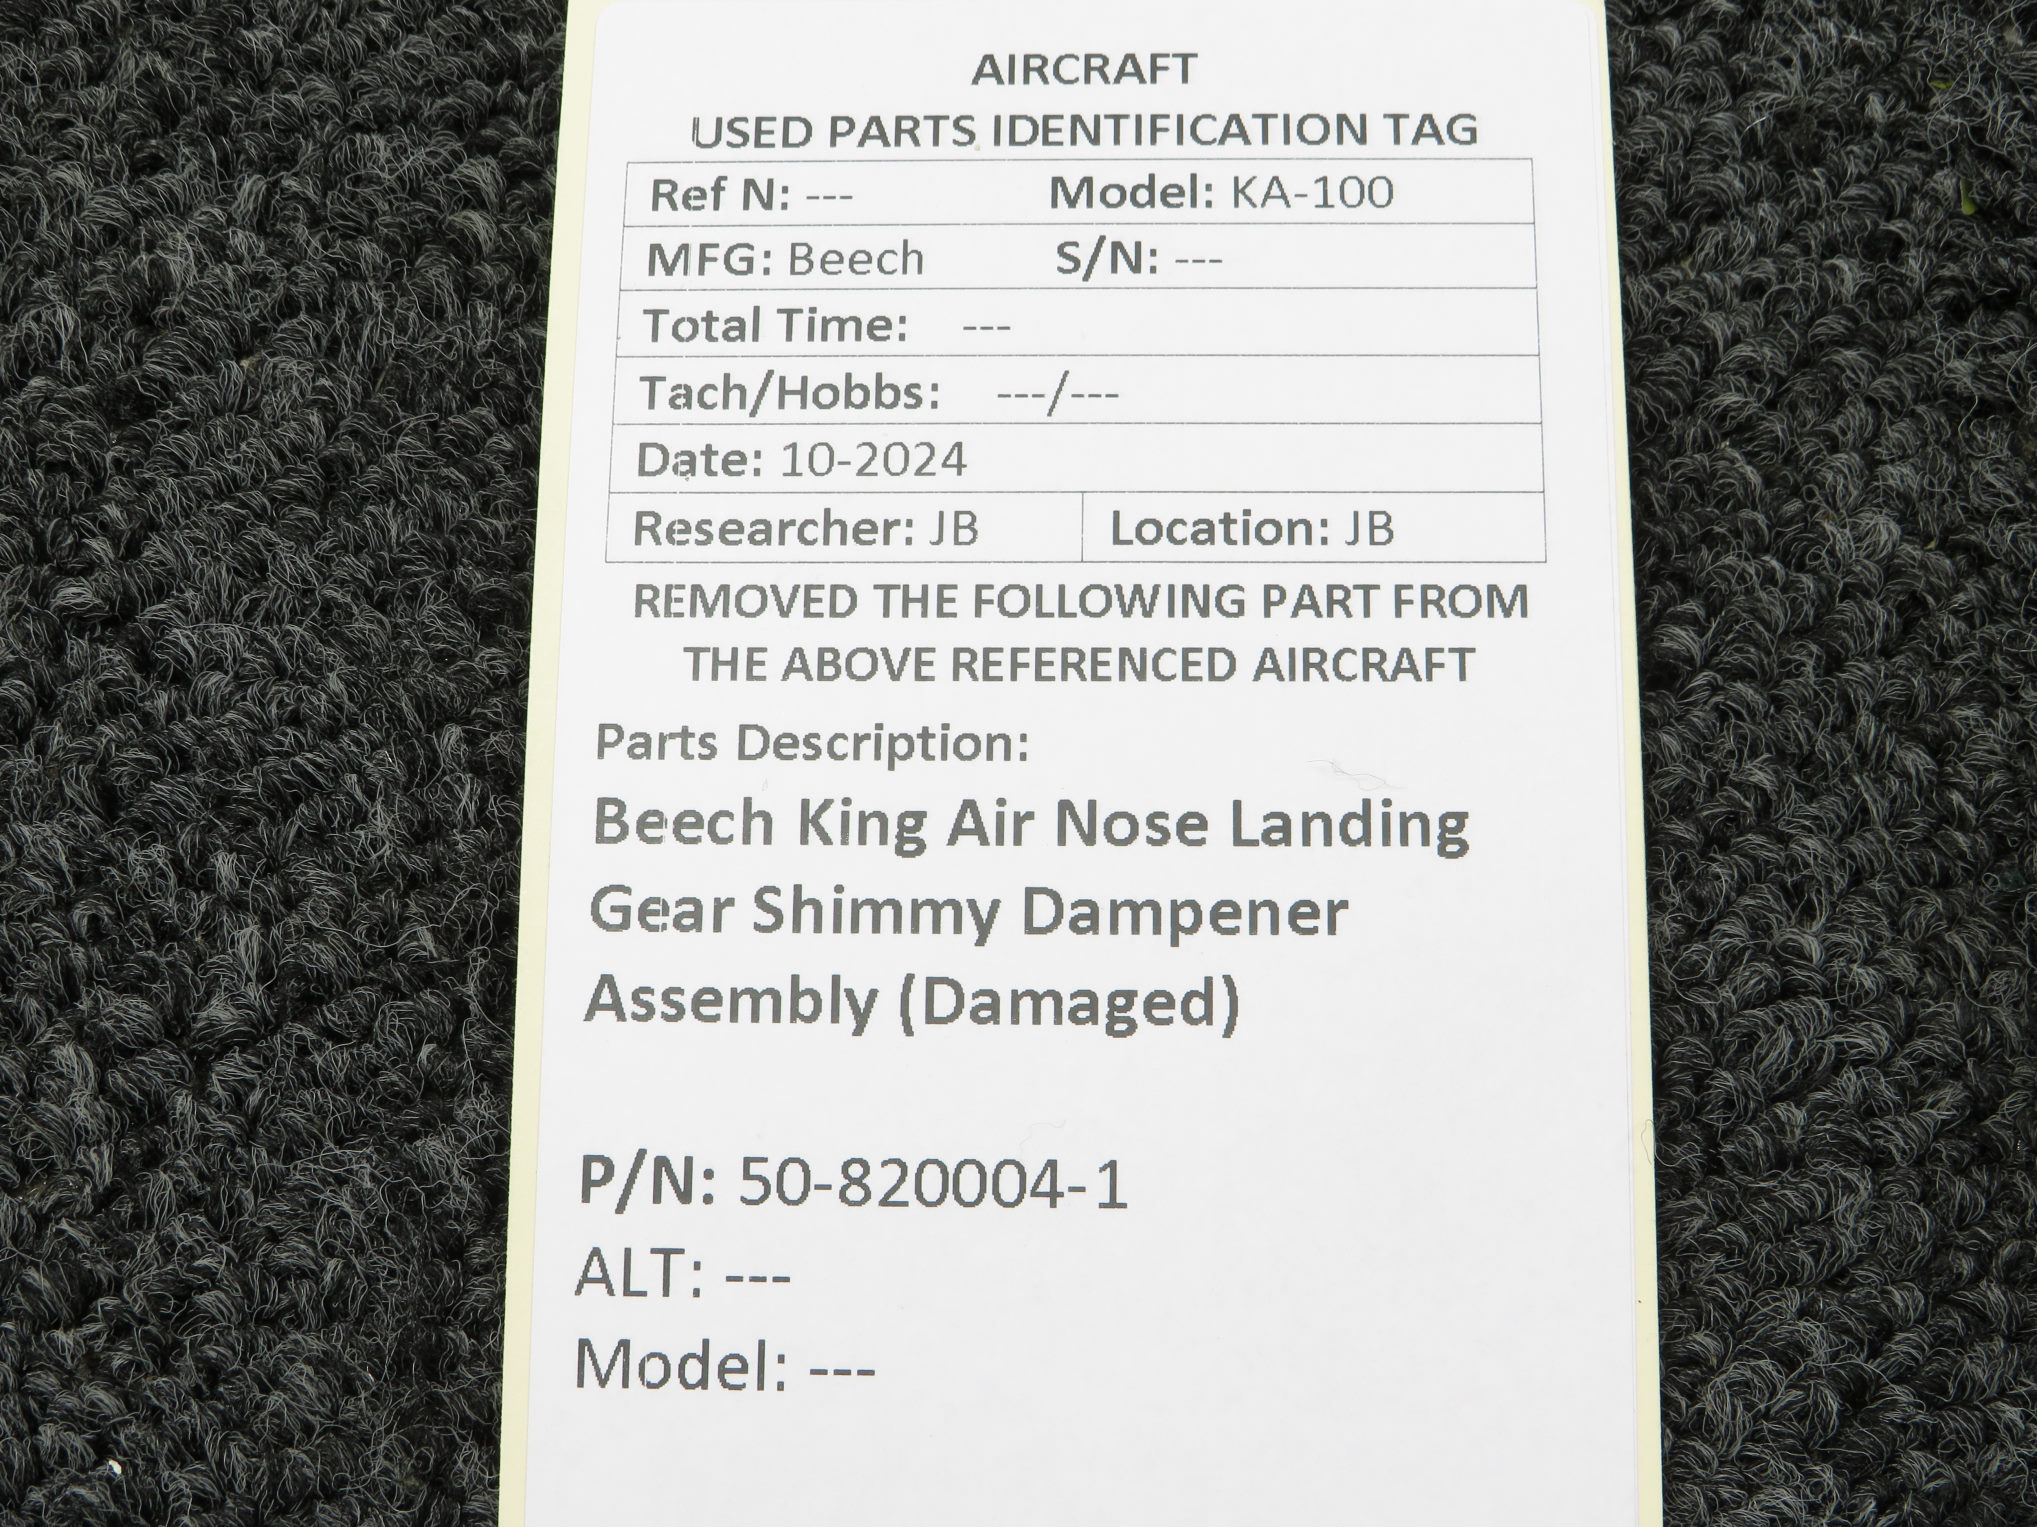 AIRCRAFT
USED PARTS IDENTIFICATION TAG
Ref N: --- Model: KA-100
MFG: Beech S/N: ---
Total Time: ---
Tach/Hobbs: ---/---
Date: 10-2024
Researcher: JB Location: JB
REMOVED THE FOLLOWING PART FROM
THE ABOVE REFERENCED AIRCRAFT
Parts Description:
Beech King Air Nose Landing
Gear Shimmy Dampener
Assembly (Damaged)
P/N: 50-820004-1
ALT: ---
Model: ---